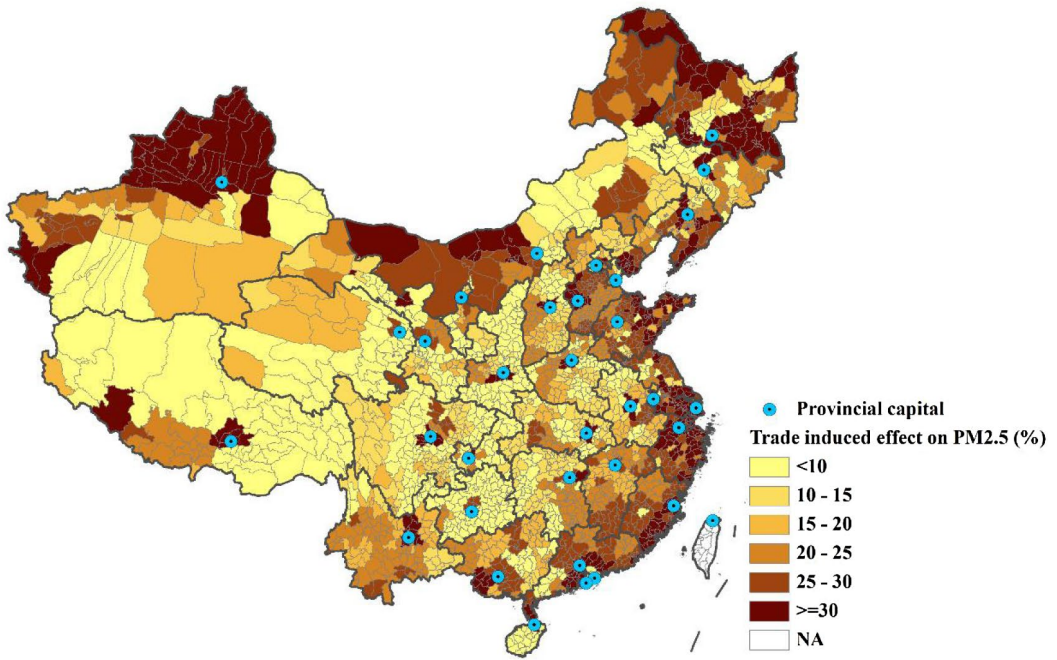 Provincial capital
Trade induced effect on PM2.5 (%)
<10
10 - 15
15 - 20
20 - 25
25 - 30
>=30
NA